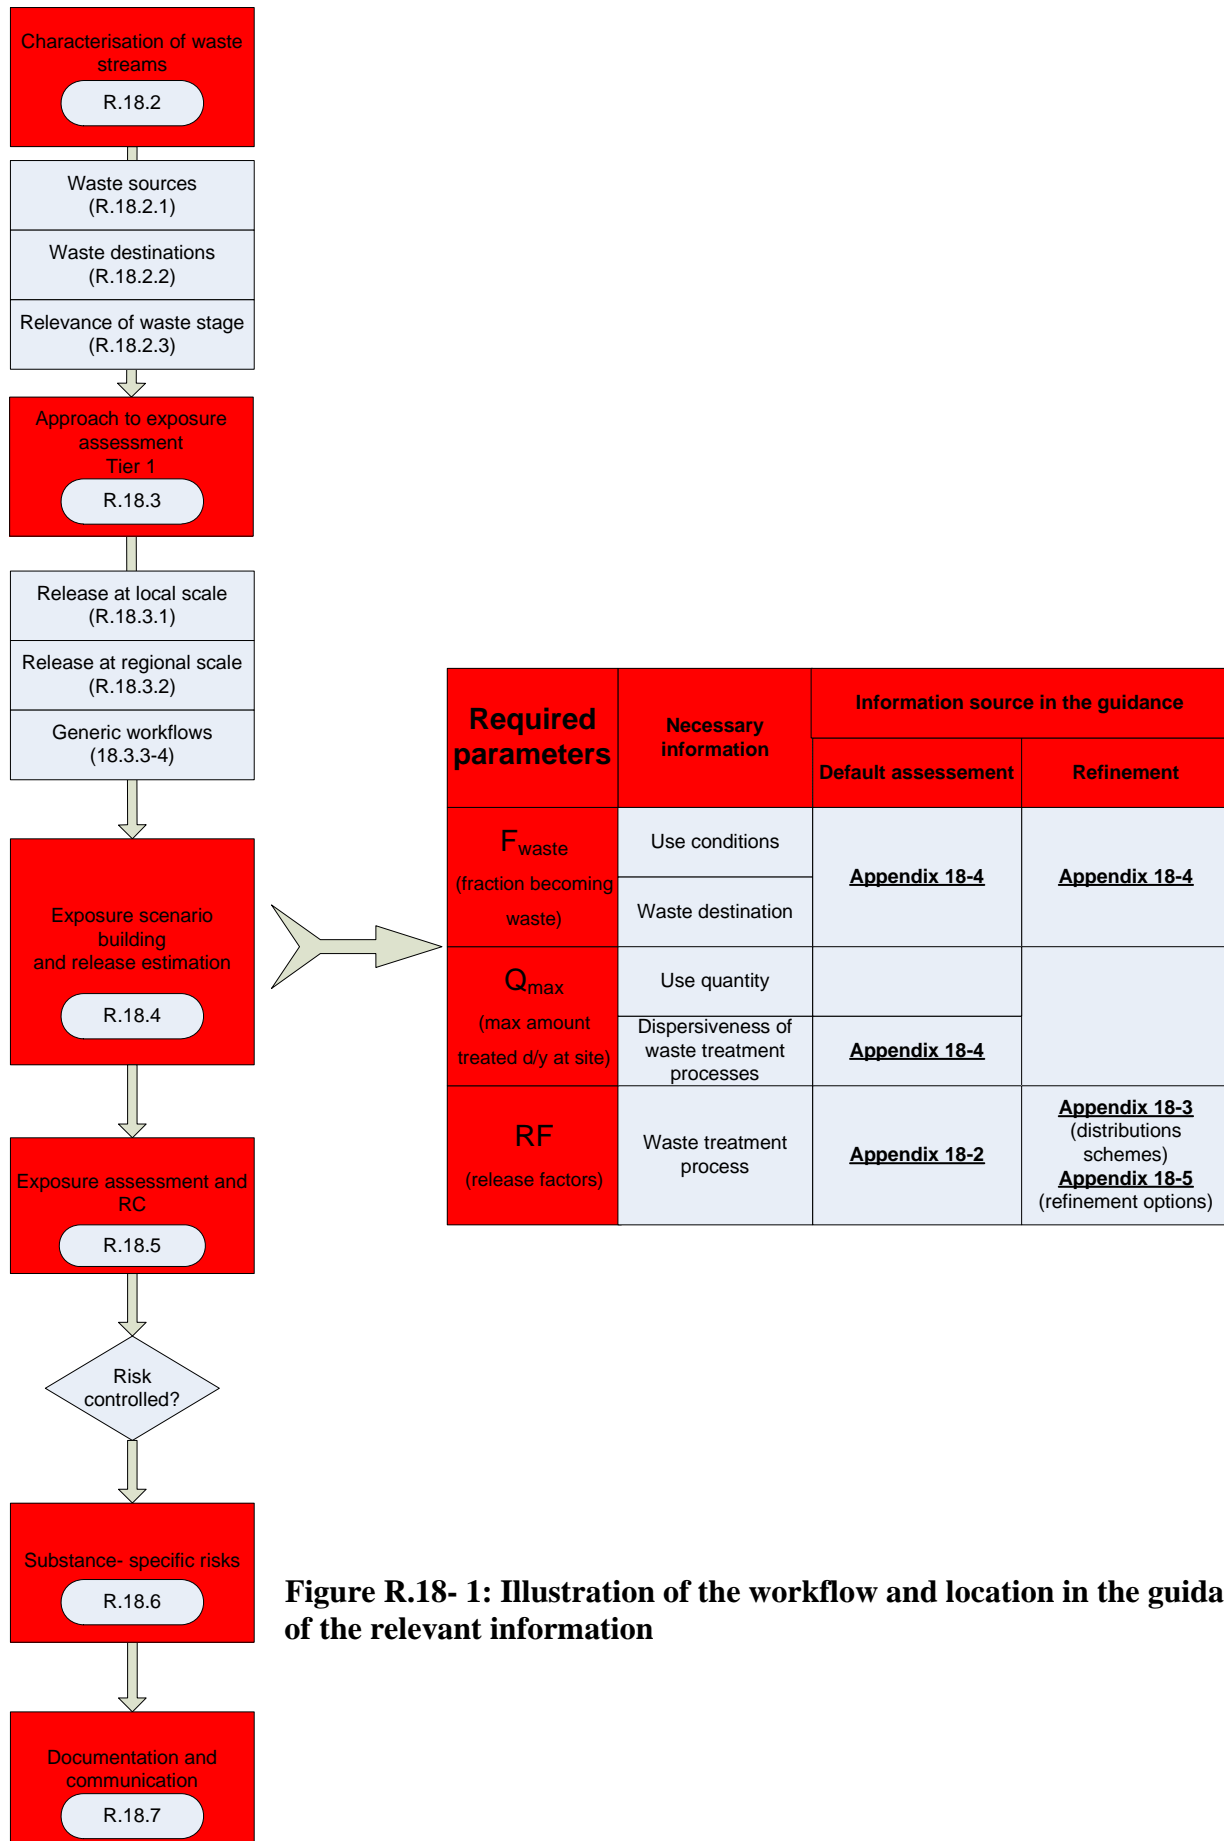 Characterisation of waste
streams
R.18.2
Waste sources
(R.18.2.1)
Waste destinations
(R.18.2.2)
Relevance of waste stage
(R.18.2.3)
Approach to exposure
assessment
Tier 1
R.18.3
Release at local scale
(R.18.3.1)
Release at regional scale
(R.18.3.2)
Generic workflows
(18.3.3-4)
Exposure scenario
building
and release estimation
R.18.4
Exposure assessment and
RC
R.18.5
Risk
controlled?
Substance- specific risks
R.18.6
Documentation and
communication
R.18.7
Required
parameters
Necessary
information
Information source in the guidance
Default assessement
Refinement
Fwaste
(fraction becoming
waste)
Use conditions
Waste destination
Appendix 18-4
Appendix 18-4
Qmax
(max amount
treated d/y at site)
Use quantity
Dispersiveness of
waste treatment
processes
Appendix 18-4
RF
(release factors)
Waste treatment
process
Appendix 18-2
Appendix 18-3
(distributions
schemes)
Appendix 18-5
(refinement options)
Figure R.18- 1: Illustration of the workflow and location in the guida
of the relevant information